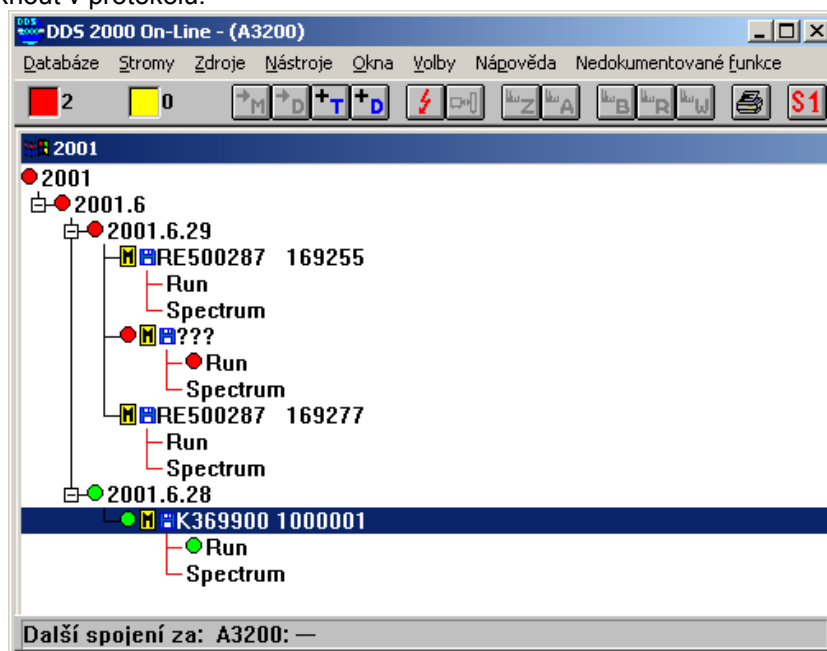 knout v protokolu.
DDS 2000 On-Line - (A3200)
Databáze Stromy Zdroje Nástroje Okna Volby Nápověda Nedokumentované funkce
2 0 M D +T +D Z A B R W S1
2001
2001
2001.6
2001.6.29
M RE500287 169255
Run
Spectrum
M ???
Run
Spectrum
M RE500287 169277
Run
Spectrum
2001.6.28
M K369900 1000001
Run
Spectrum
Další spojení za: A3200: —